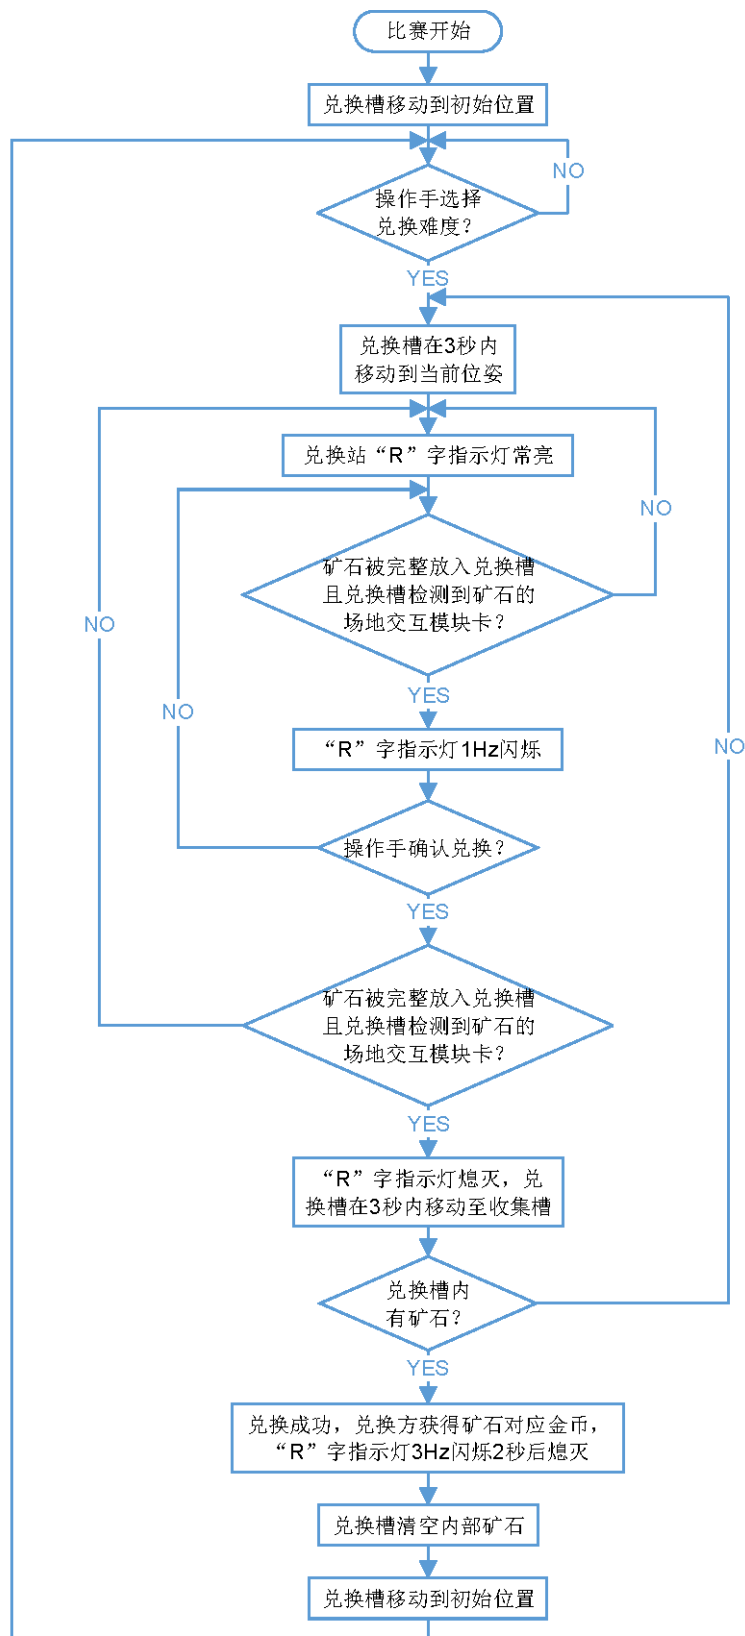 比赛开始
兑换槽移动到初始位置
NO
操作手选择
兑换难度？
YES
兑换槽在3秒内
移动到当前位姿
兑换站“R”字指示灯常亮
NO
矿石被完整放入兑换槽
且兑换槽检测到矿石的
场地交互模块卡？
NO
YES
NO
“R”字指示灯1Hz闪烁
NO
操作手确认兑换？
YES
矿石被完整放入兑换槽
且兑换槽检测到矿石的
场地交互模块卡？
YES
“R”字指示灯熄灭，兑
换槽在3秒内移动至收集槽
兑换槽内
有矿石？
YES
兑换成功，兑换方获得矿石对应金币，
“R”字指示灯3Hz闪烁2秒后熄灭
兑换槽清空内部矿石
兑换槽移动到初始位置